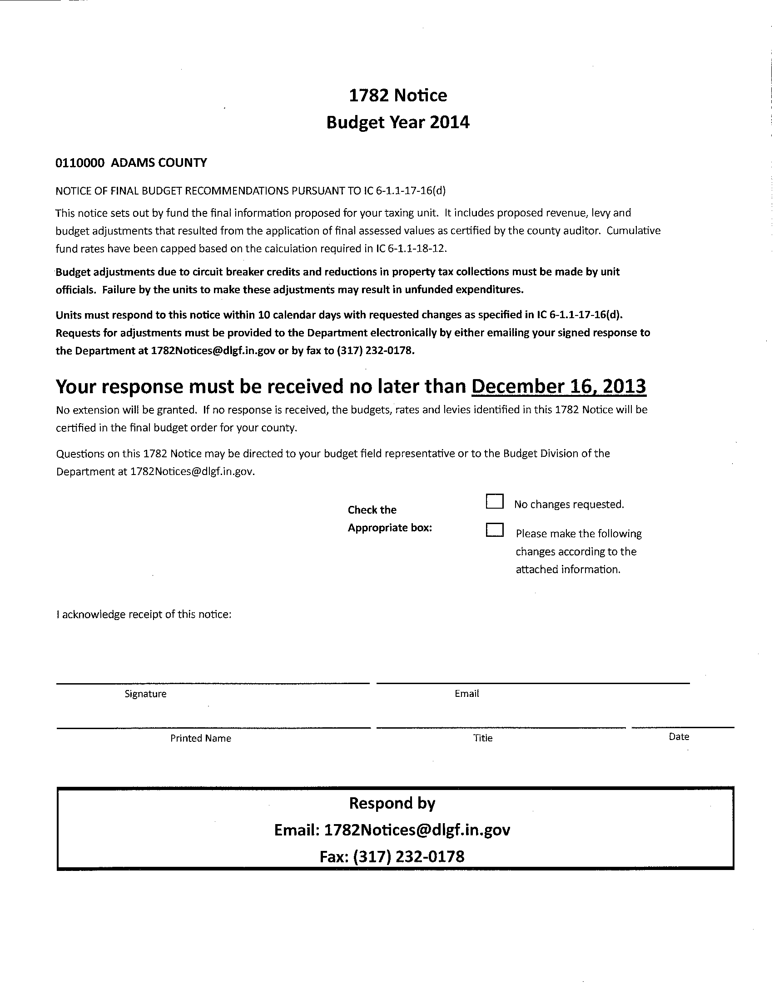 1782 Notice
Budget Year 2014
0110000 ADAMS COUNTY
NOTICE OF FINAL BUDGET RECOMMENDATIONS PURSUANT TO IC 6-1.1-17-16(d)
This notice sets out by fund the final information proposed for your taxing unit. It includes proposed revenue, levy and
budget adjustments that resulted from the application of final assessed values as certified by the county auditor. Cumulative
fund rates have been capped based on the calculation required in IC 6-1.1-18-12.
Budget adjustments due to circuit breaker credits and reductions in property tax collections must be made by unit
officials. Failure by the units to make these adjustments may result in unfunded expenditures.
Units must respond to this notice within 10 calendar days with requested changes as specified in IC 6-1.1-17-16(d).
Requests for adjustments must be provided to the Department electronically by either emailing your signed response to
the Department at 1782Notices@dlgf.in.gov or by fax to (317) 232-0178.
Your response must be received no later than December 16, 2013
No extension will be granted. If no response is received, the budgets, rates and levies identified in this 1782 Notice will be
certified in the final budget order for your county.
Questions on this 1782 Notice may be directed to your budget field representative or to the Budget Division of the
Department at 1782Notices@dlgf.in.gov.
Check the
Appropriate box:
No changes requested.
Please make the following
changes according to the
attached information.
I acknowledge receipt of this notice:
Signature Email
Printed Name Title Date
Respond by
Email: 1782Notices@dlgf.in.gov
Fax: (317) 232-0178